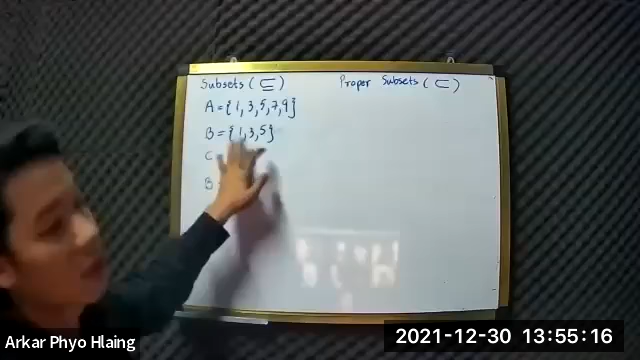 Subsets (⊆)
Proper Subsets (⊂)
A = {1, 3, 5, 7, 9}
B = {1, 3, 5}
C =
B =
Arkar Phyo Hlaing
2021-12-30 13:55:16